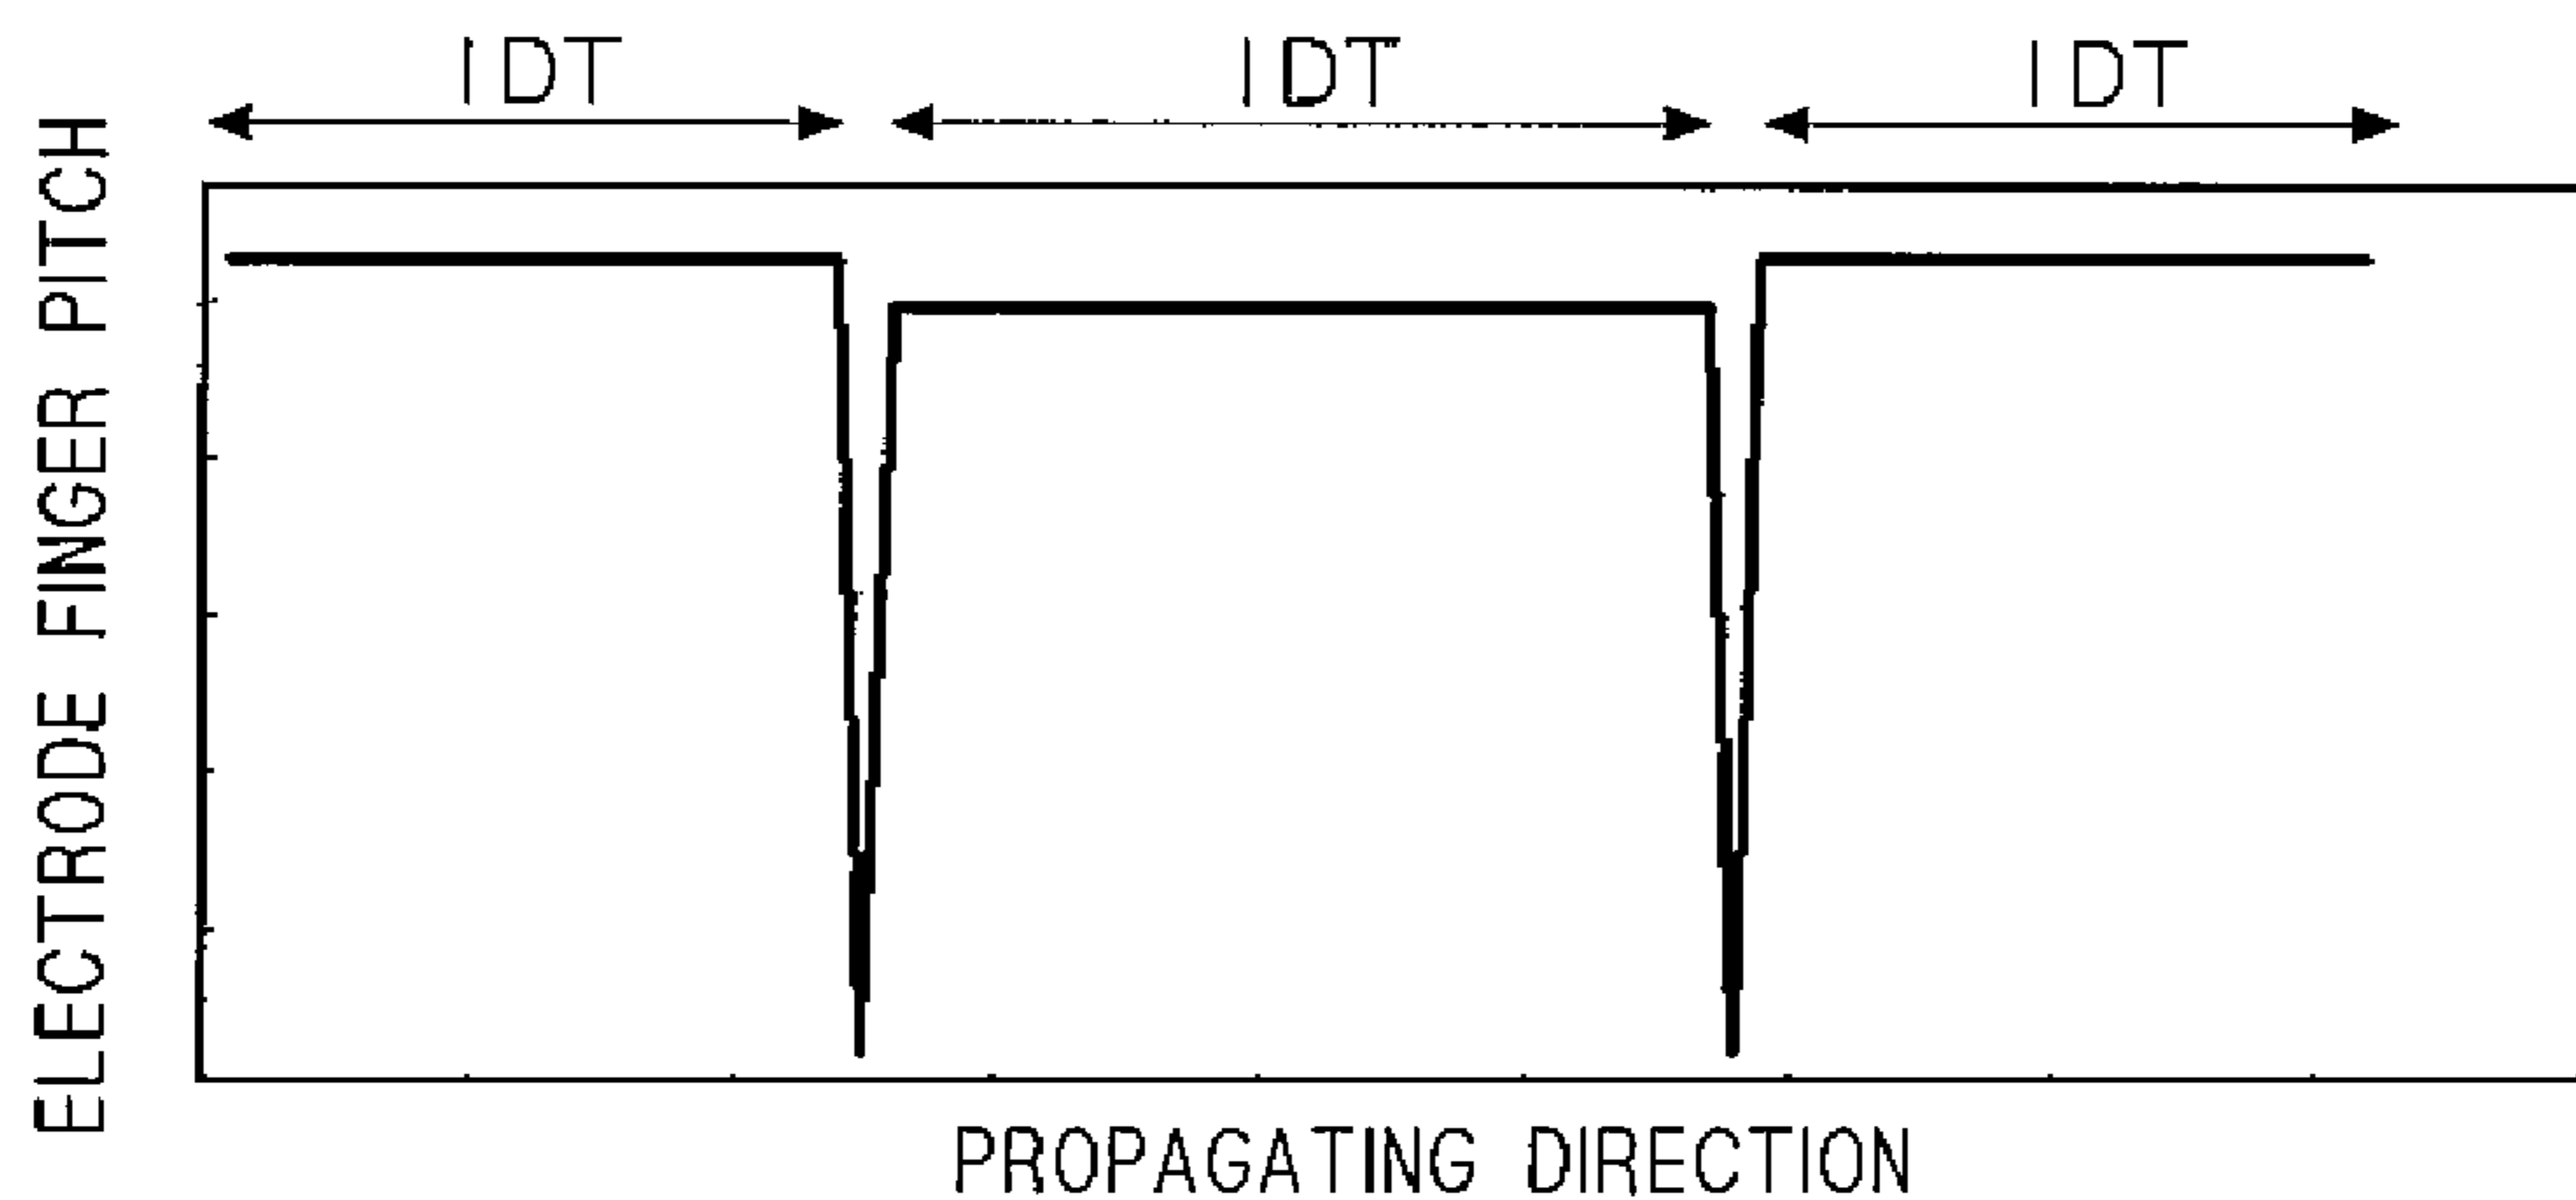 IDT IDT IDT
ELECTRODE FINGER PITCH
PROPAGATING DIRECTION